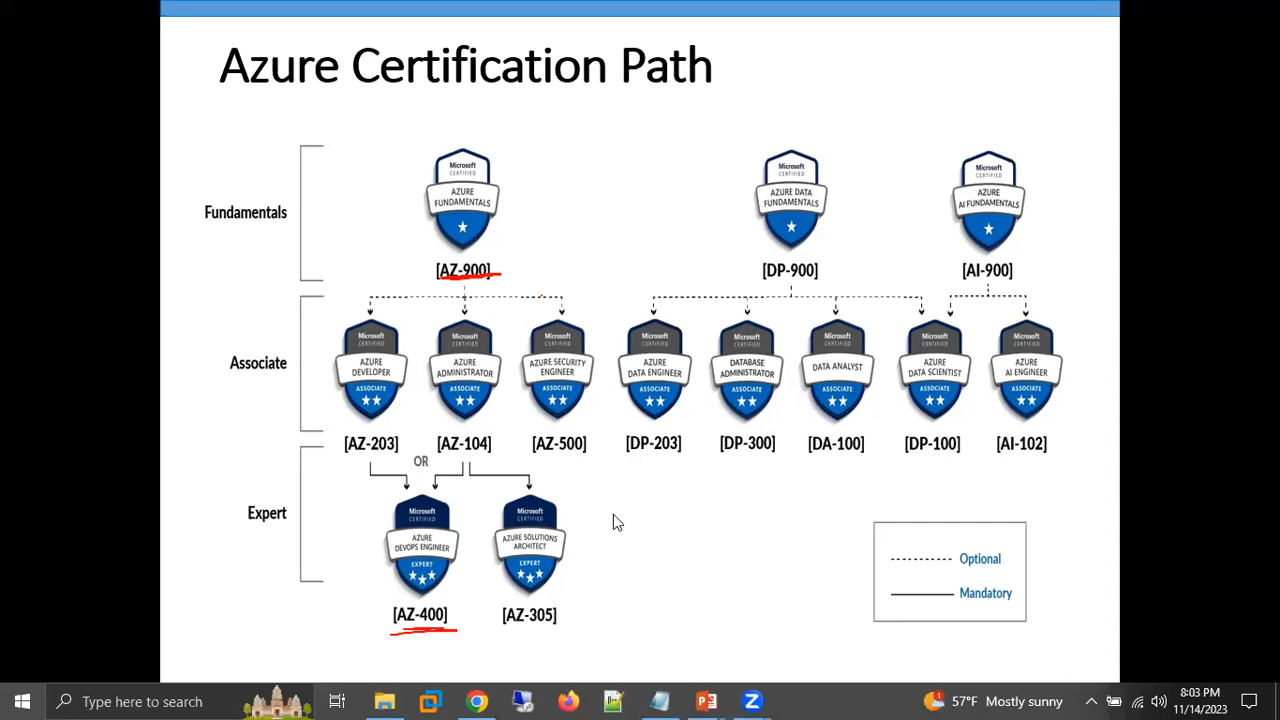 Azure Certification Path
Fundamentals
Microsoft
CERTIFIED
AZURE
FUNDAMENTALS
[AZ-900]
Microsoft
CERTIFIED
AZURE DATA
FUNDAMENTALS
[DP-900]
Microsoft
CERTIFIED
AZURE
AI FUNDAMENTALS
[AI-900]
Associate
Microsoft
CERTIFIED
AZURE
DEVELOPER
ASSOCIATE
[AZ-203]
Microsoft
CERTIFIED
AZURE
ADMINISTRATOR
ASSOCIATE
[AZ-104]
Microsoft
CERTIFIED
AZURE SECURITY
ENGINEER
ASSOCIATE
[AZ-500]
Microsoft
CERTIFIED
AZURE
DATA ENGINEER
ASSOCIATE
[DP-203]
Microsoft
CERTIFIED
DATABASE
ADMINISTRATOR
ASSOCIATE
[DP-300]
Microsoft
CERTIFIED
DATA ANALYST
ASSOCIATE
[DA-100]
Microsoft
CERTIFIED
AZURE
DATA SCIENTIST
ASSOCIATE
[DP-100]
Microsoft
CERTIFIED
AZURE
AI ENGINEER
ASSOCIATE
[AI-102]
OR
Expert
Microsoft
CERTIFIED
AZURE
DEVOPS ENGINEER
EXPERT
[AZ-400]
Microsoft
CERTIFIED
AZURE SOLUTIONS
ARCHITECT
EXPERT
[AZ-305]
Optional
Mandatory
Type here to search
57°F Mostly sunny
8:03 PM
11/14/2023